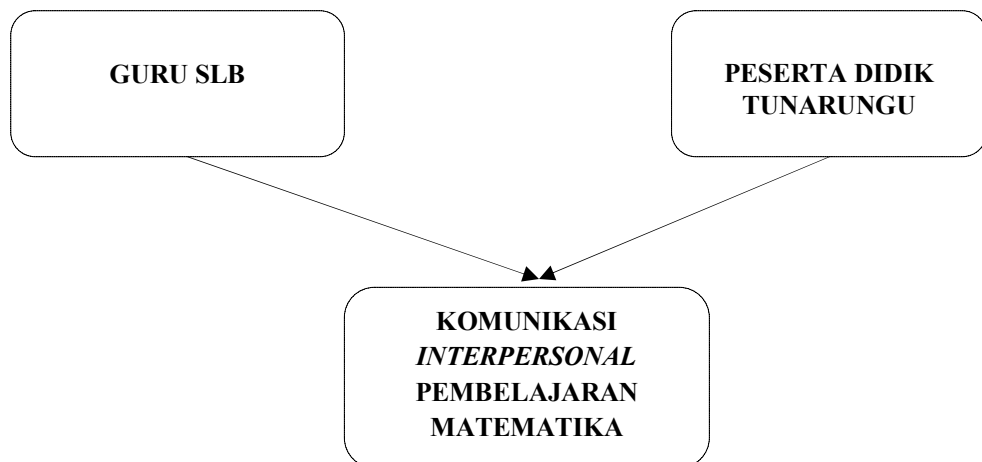 GURU SLB
PESERTA DIDIK
TUNARUNGU
KOMUNIKASI
INTERPERSONAL
PEMBELAJARAN
MATEMATIKA